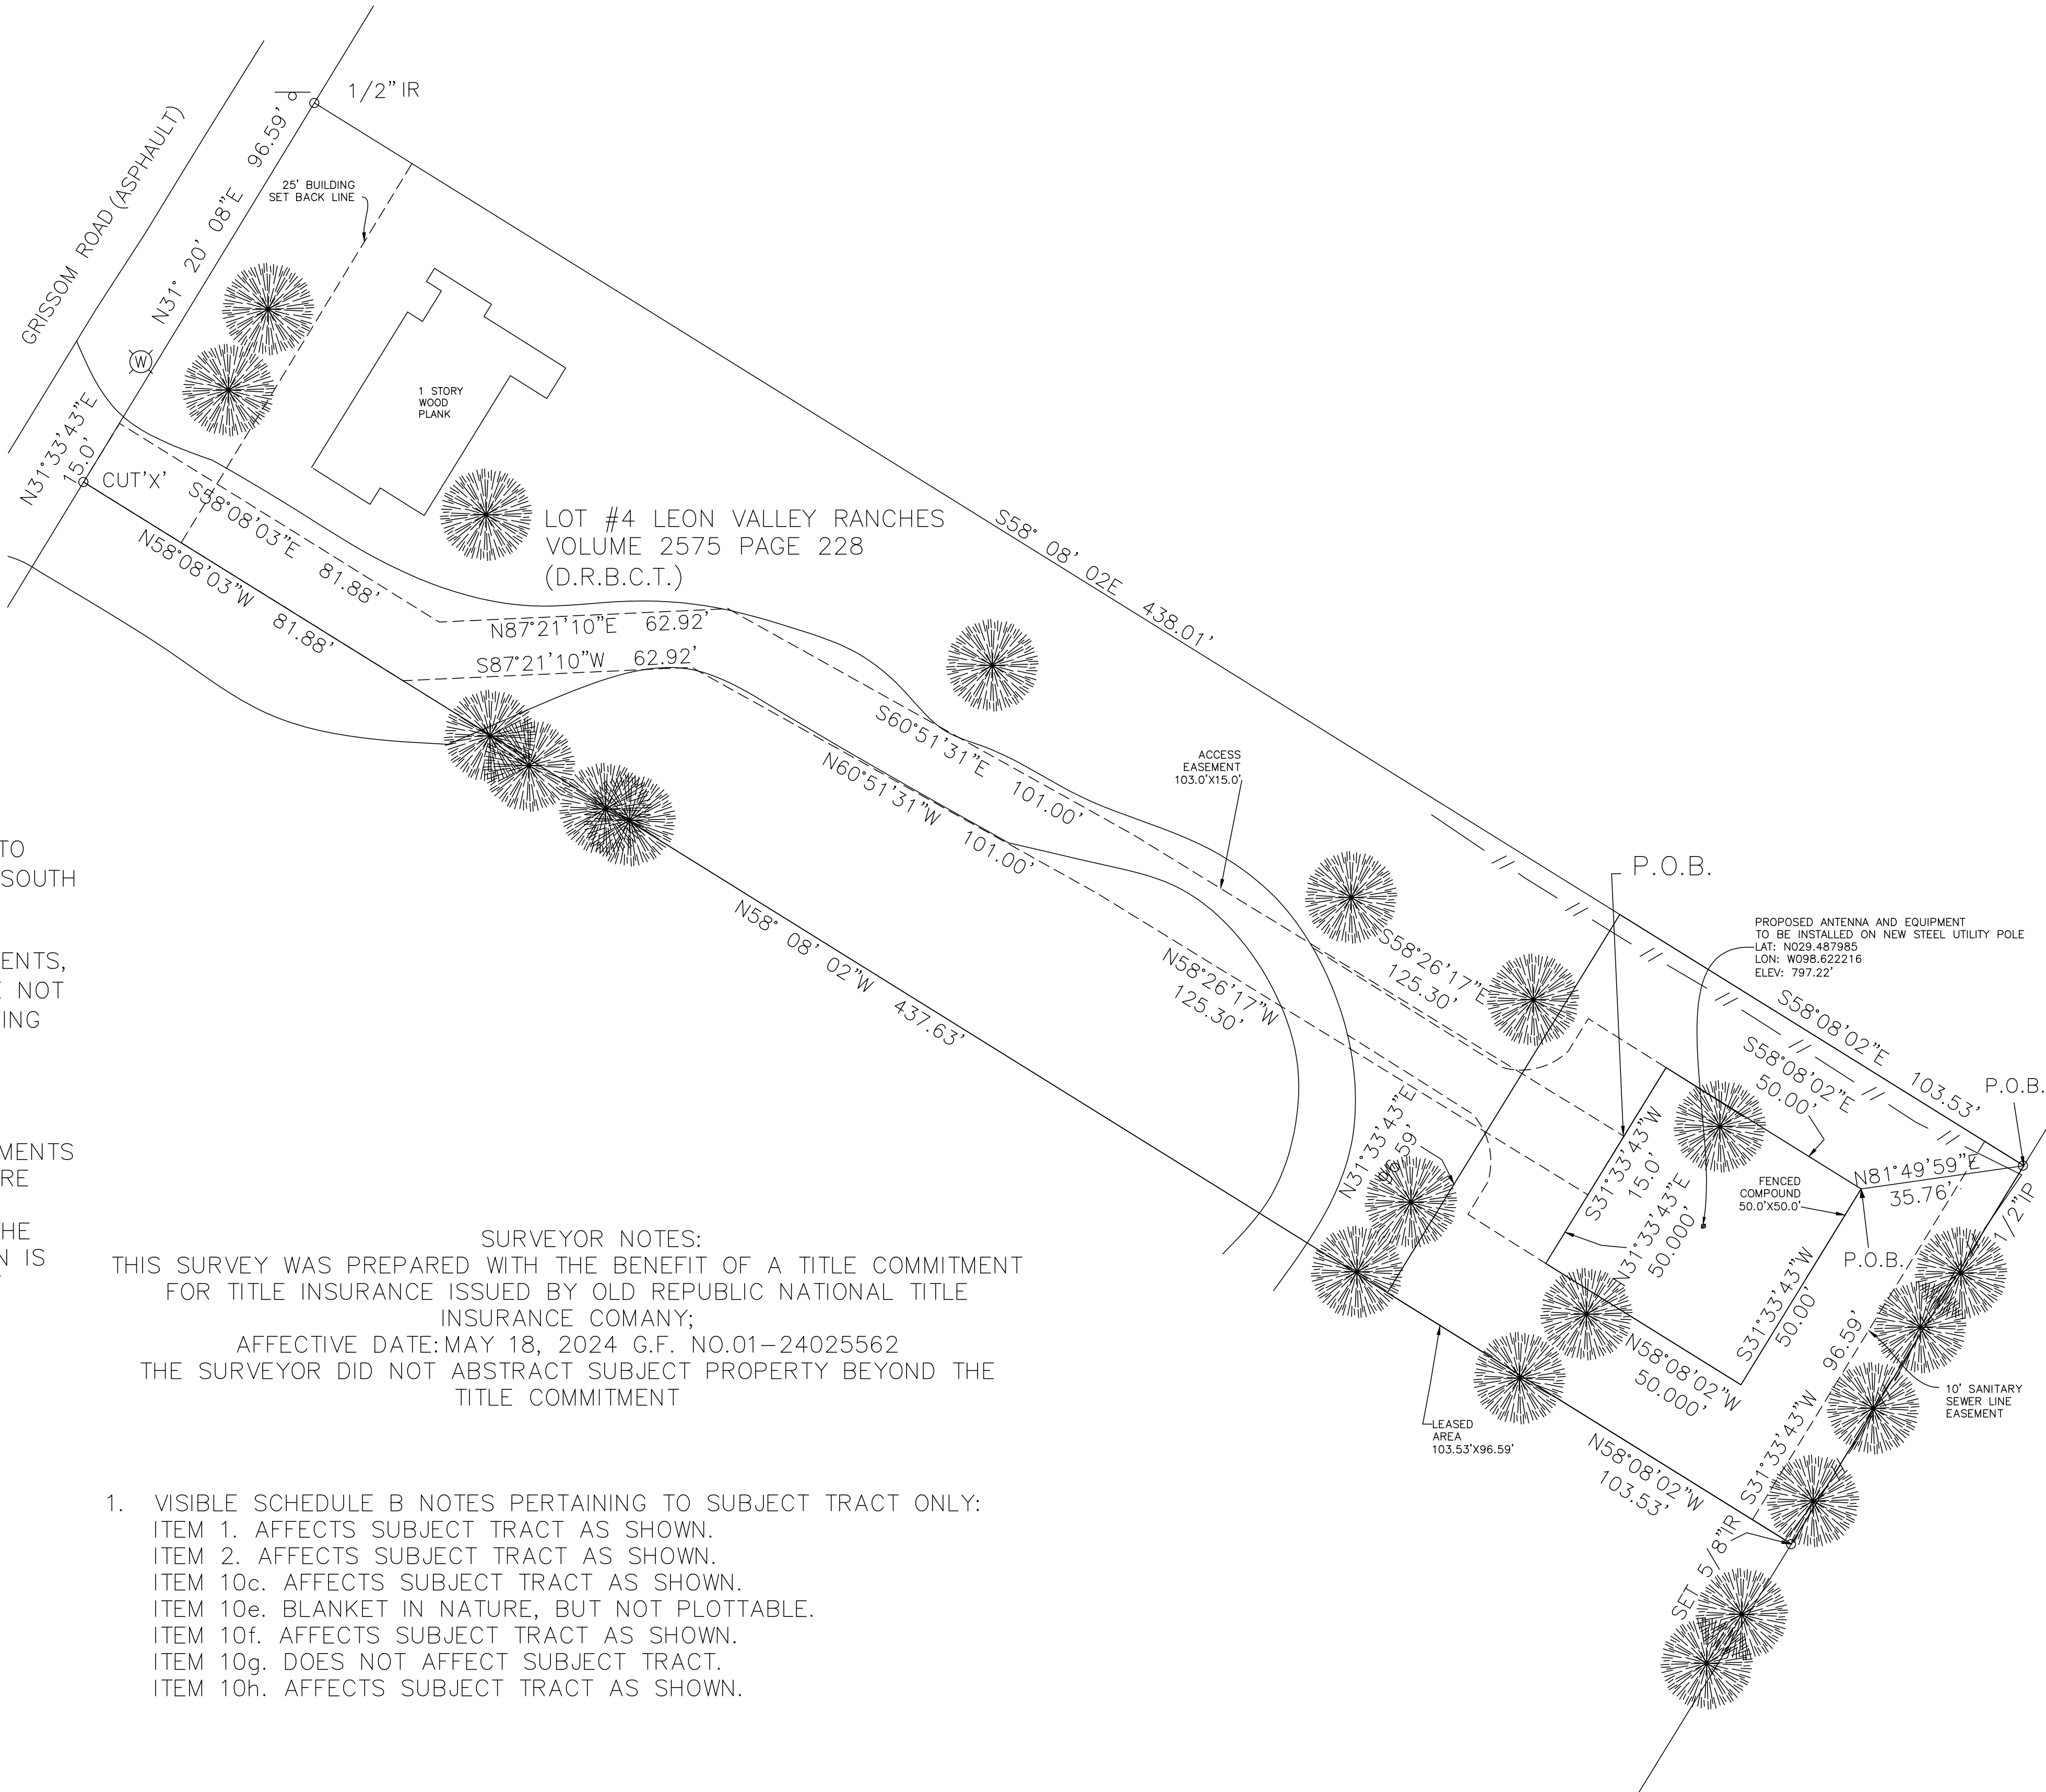 1/2" IR
N31° 20' 08"E 96.59'
GRISSOM ROAD (ASPHAULT)
25' BUILDING
SET BACK LINE
W
1 STORY
WOOD
PLANK
N31°33'43"E
15.0'
CUT'X'
S58°08'03"E 81.88'
N58°08'03"W 81.88'
LOT #4 LEON VALLEY RANCHES
VOLUME 2575 PAGE 228
(D.R.B.C.T.)
S58° 08' 02E 438.01'
N87°21'10"E 62.92'
S87°21'10"W 62.92'
S60°51'31"E 101.00'
N60°51'31"W 101.00'
ACCESS
EASEMENT
103.0'X15.0'
N58° 08' 02"W 437.63'
S58°26'17"E
125.30'
N58°26'17"W
125.30'
P.O.B.
PROPOSED ANTENNA AND EQUIPMENT
TO BE INSTALLED ON NEW STEEL UTILITY POLE
LAT: N029.487985
LON: W098.622216
ELEV: 797.22'
S58°08'02"E 103.53'
S58°08'02"E
50.00'
P.O.B.
N81°49'59"E
35.76'
FENCED
COMPOUND
50.0'X50.0'
P.O.B.
1/2"IP
N31°33'43"E
96.59'
S31°33'43"W
15.0'
N31°33'43"E
50.000'
S31°33'43"W
50.00'
N58°08'02"W
50.000'
S31°33'43"W 96.59'
10' SANITARY
SEWER LINE
EASEMENT
LEASED
AREA
103.53'X96.59'
N58°08'02"W
103.53'
SET 5/8"IR
TO
SOUTH
ENTS,
NOT
ING
MENTS
RE
HE
N IS
SURVEYOR NOTES:
THIS SURVEY WAS PREPARED WITH THE BENEFIT OF A TITLE COMMITMENT
FOR TITLE INSURANCE ISSUED BY OLD REPUBLIC NATIONAL TITLE
INSURANCE COMANY;
AFFECTIVE DATE: MAY 18, 2024 G.F. NO.01-24025562
THE SURVEYOR DID NOT ABSTRACT SUBJECT PROPERTY BEYOND THE
TITLE COMMITMENT
1. VISIBLE SCHEDULE B NOTES PERTAINING TO SUBJECT TRACT ONLY:
ITEM 1. AFFECTS SUBJECT TRACT AS SHOWN.
ITEM 2. AFFECTS SUBJECT TRACT AS SHOWN.
ITEM 10c. AFFECTS SUBJECT TRACT AS SHOWN.
ITEM 10e. BLANKET IN NATURE, BUT NOT PLOTTABLE.
ITEM 10f. AFFECTS SUBJECT TRACT AS SHOWN.
ITEM 10g. DOES NOT AFFECT SUBJECT TRACT.
ITEM 10h. AFFECTS SUBJECT TRACT AS SHOWN.